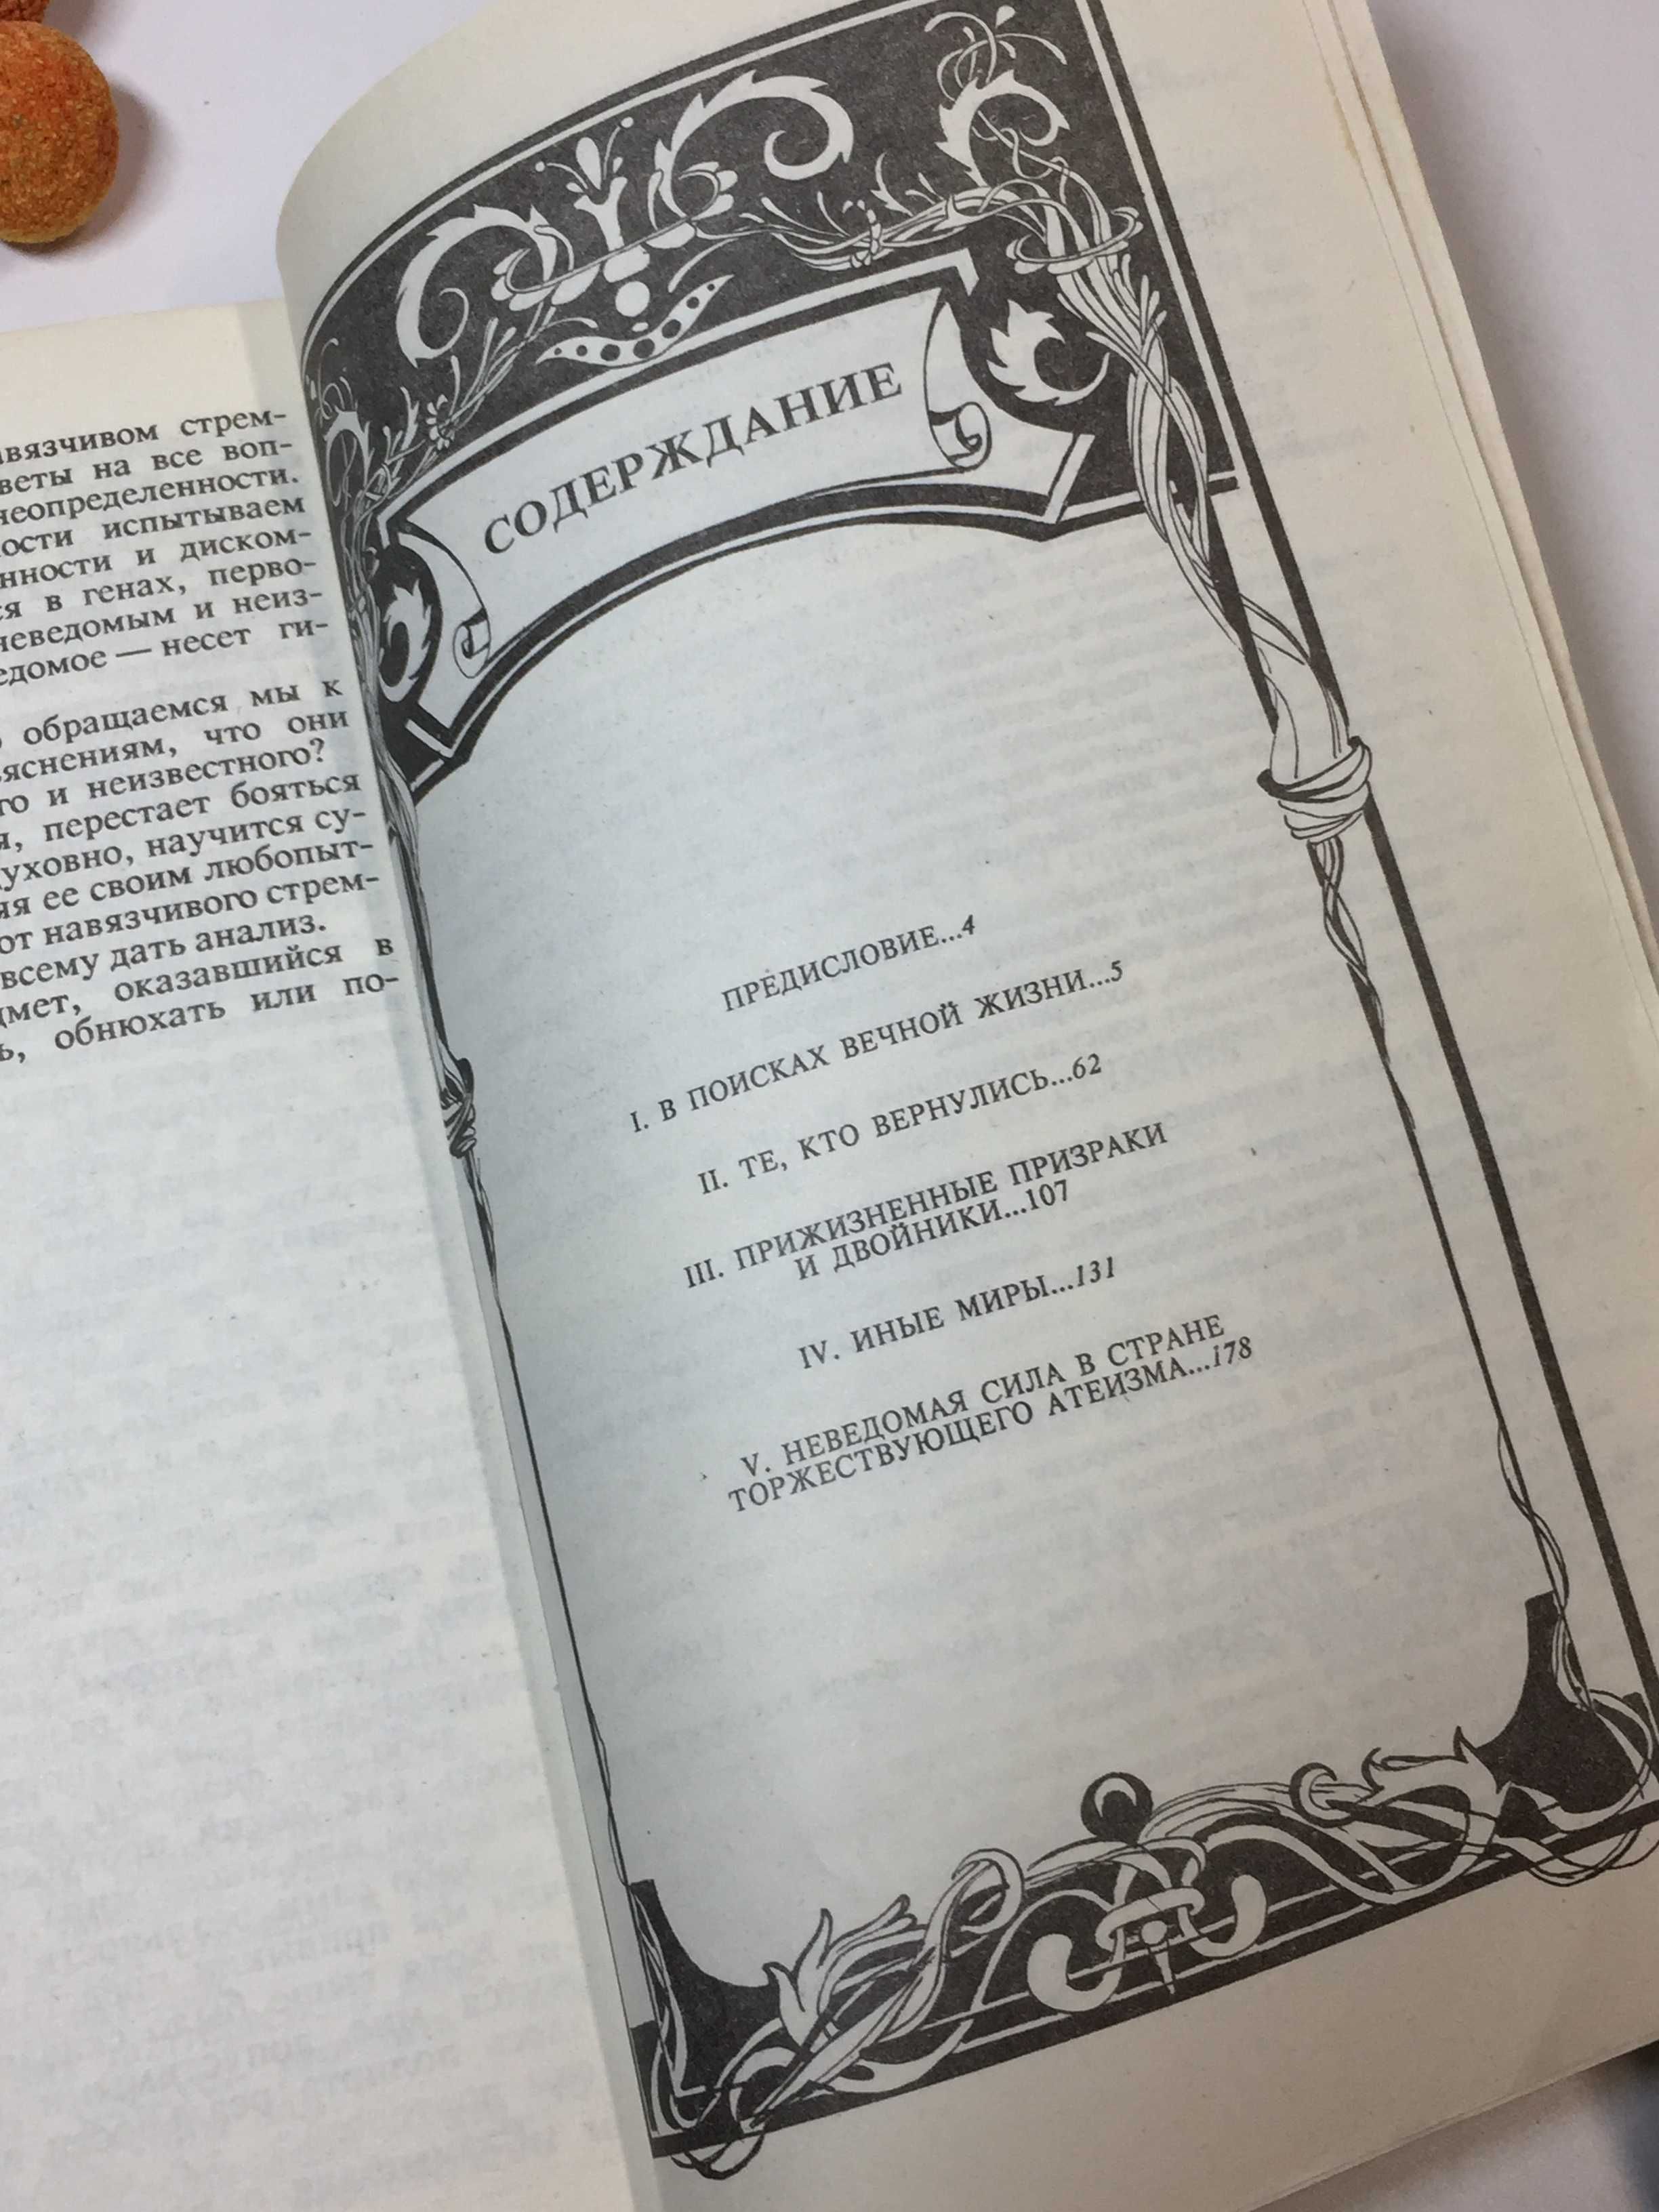 стрем-
веты на все воп-
неопределенности.
ости испытываем
нности и диском-
ся в генах, перво-
неведомым и неиз-
едомое — несет ги-
обращаемся мы к
яснениям, что они
го и неизвестного?
я, перестает бояться
уховно, научится су-
яя ее своим любопыт-
от навязчивого стрем-
всему дать анализ.
дмет, оказавшийся в
ь, обнюхать или по-
СОДЕРЖДАНИЕ
ПРЕДИСЛОВИЕ...4
I. В ПОИСКАХ ВЕЧНОЙ ЖИЗНИ...5
II. ТЕ, КТО ВЕРНУЛИСЬ...62
III. ПРИЖИЗНЕННЫЕ ПРИЗРАКИ
И ДВОЙНИКИ...107
IV. ИНЫЕ МИРЫ...131
V. НЕВЕДОМАЯ СИЛА В СТРАНЕ
ТОРЖЕСТВУЮЩЕГО АТЕИЗМА...178